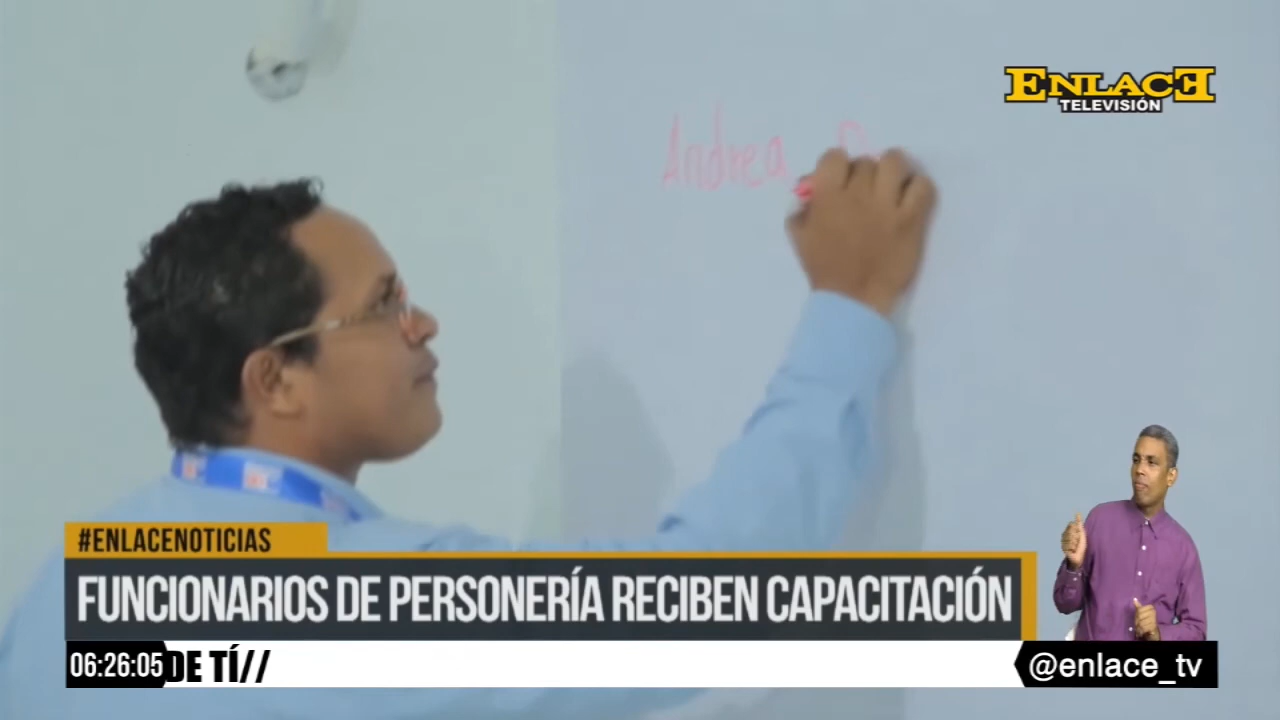 ENLACE
TELEVISIÓN
Andrea
#ENLACENOTICIAS
FUNCIONARIOS DE PERSONERÍA RECIBEN CAPACITACIÓN
06:26:05
DE TÍ//
@enlace_tv